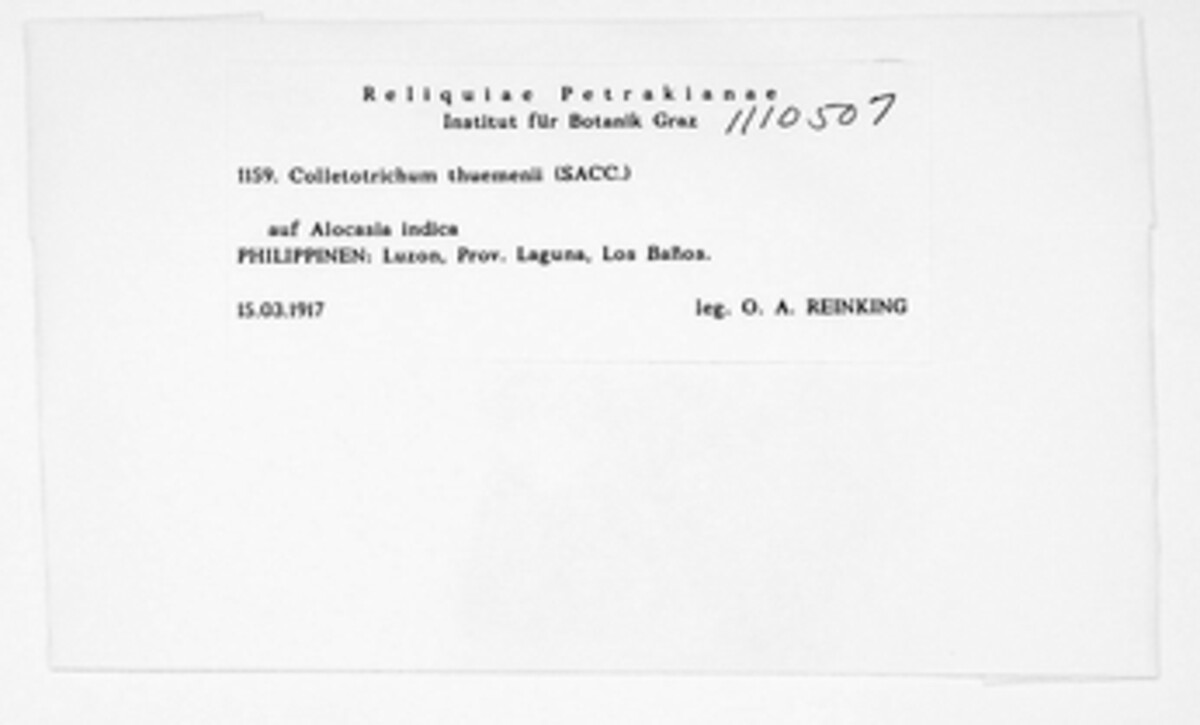 Reliquiae Petrakianae
Institut für Botanik Graz 1110507
1159. Colletotrichum thuemenii (SACC.)
auf Alocasia indica
PHILIPPINEN: Luzon, Prov. Laguna, Los Baños.
15.03.1917 leg. O. A. REINKING